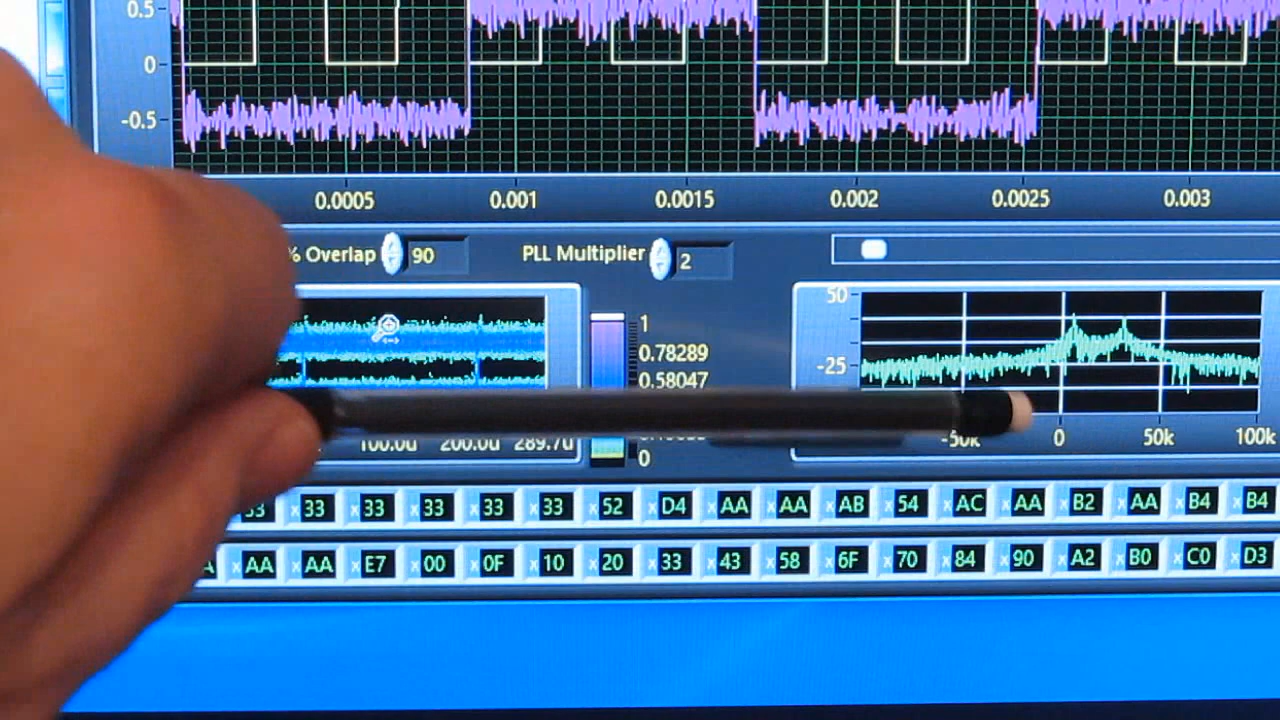 0.5
0
-0.5
0.0005 0.001 0.0015 0.002 0.0025 0.003
% Overlap 90 PLL Multiplier 2
1
0.78289
0.58047
0
50
-25
100.0u 200.0u 289.7u
-50k 0 50k 100k
33 x 33 x 33 x 33 x 33 x 33 x 52 x D4 x AA x AA x AB x 54 x AC x AA x B2 x AA x B4 x B4
A x AA x AA x E7 x 00 x 0F x 10 x 20 x 33 x 43 x 58 x 6F x 70 x 84 x 90 x A2 x B0 x C0 x D3